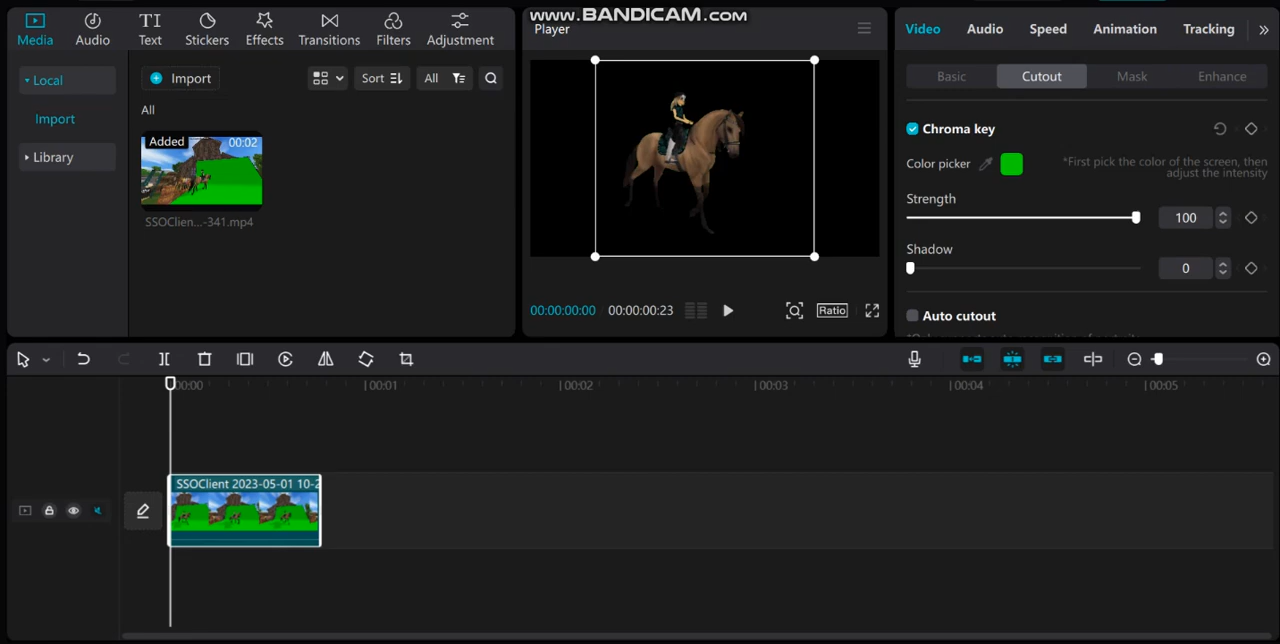 www.BANDICAM.com
Media
Audio
Text
Stickers
Effects
Transitions
Filters
Adjustment
Player
Video
Audio
Speed
Animation
Tracking
Local
Import
Library
Import
Sort
All
All
Added
00:02
SSOClien...-341.mp4
Basic
Cutout
Mask
Enhance
Chroma key
Color picker
*First pick the color of the screen, then
adjust the intensity
Strength
100
Shadow
0
Auto cutout
00:00:00:00
00:00:00:23
Ratio
00:00
00:01
00:02
00:03
00:04
00:05
SSOClient 2023-05-01 10-2